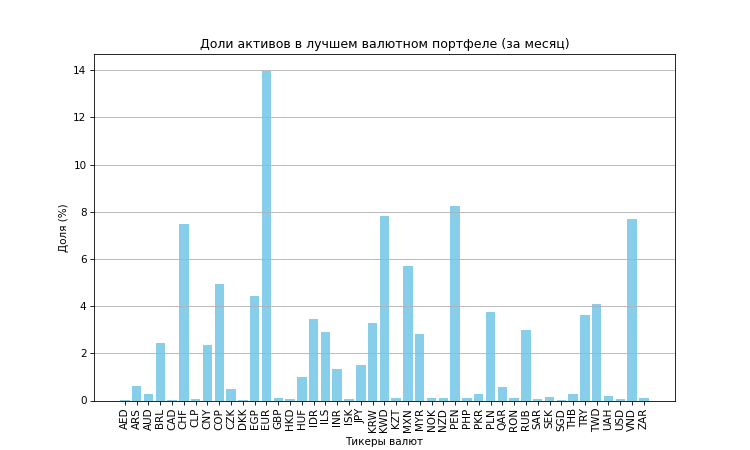 Доли активов в лучшем валютном портфеле (за месяц)
14
12
10
8
6
4
2
0
Доля (%)
AED ARS AUD BRL CAD CHF CLP CNY COP CZK DKK EGP EUR GBP HKD HUF IDR ILS INR ISK JPY KRW KWD KZT MXN MYR NOK NZD PEN PHP PKR PLN QAR RON RUB SAR SEK SGD THB TRY TWD UAH USD VND ZAR
Тикеры валют